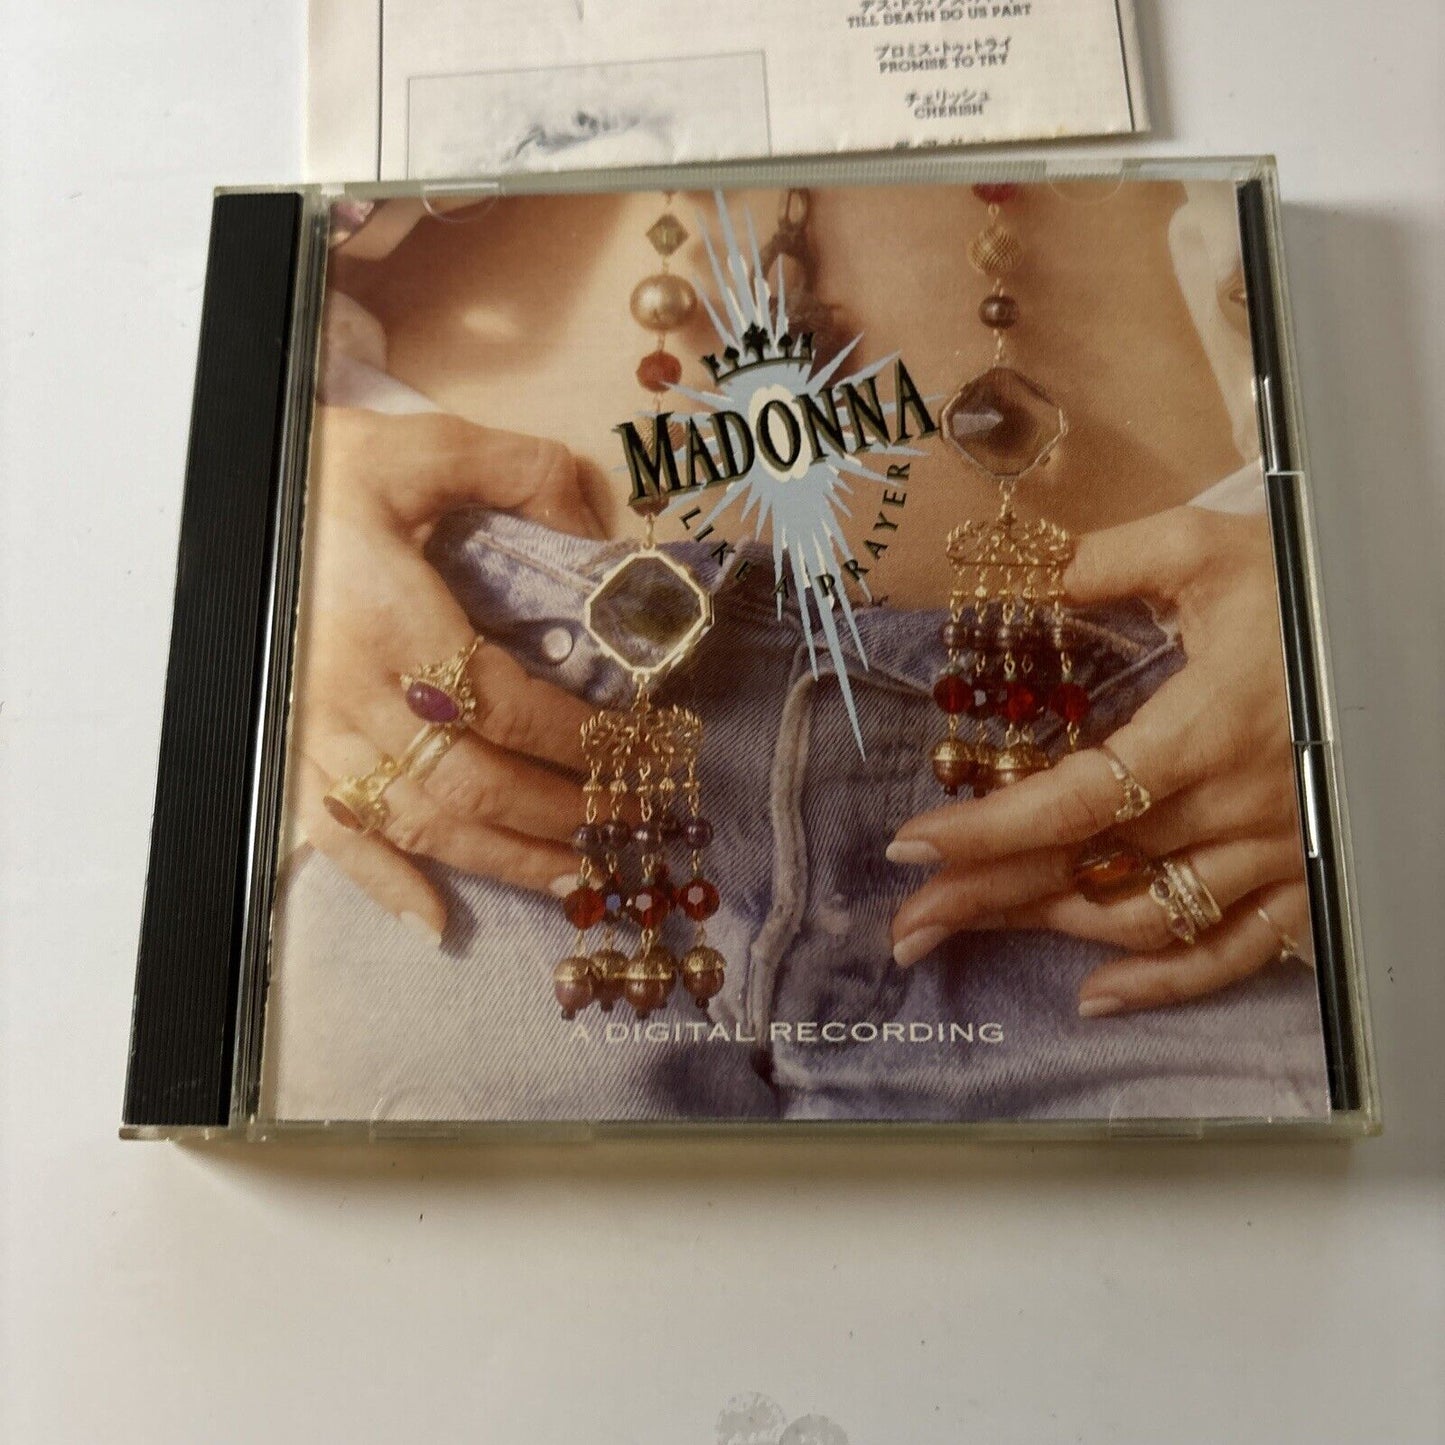 TILL DEATH DO US PART
プロミス・トゥ・トライ
PROMISE TO TRY
チェリッシュ
CHERISH
MADONNA
LIKE A PRAYER
A DIGITAL RECORDING